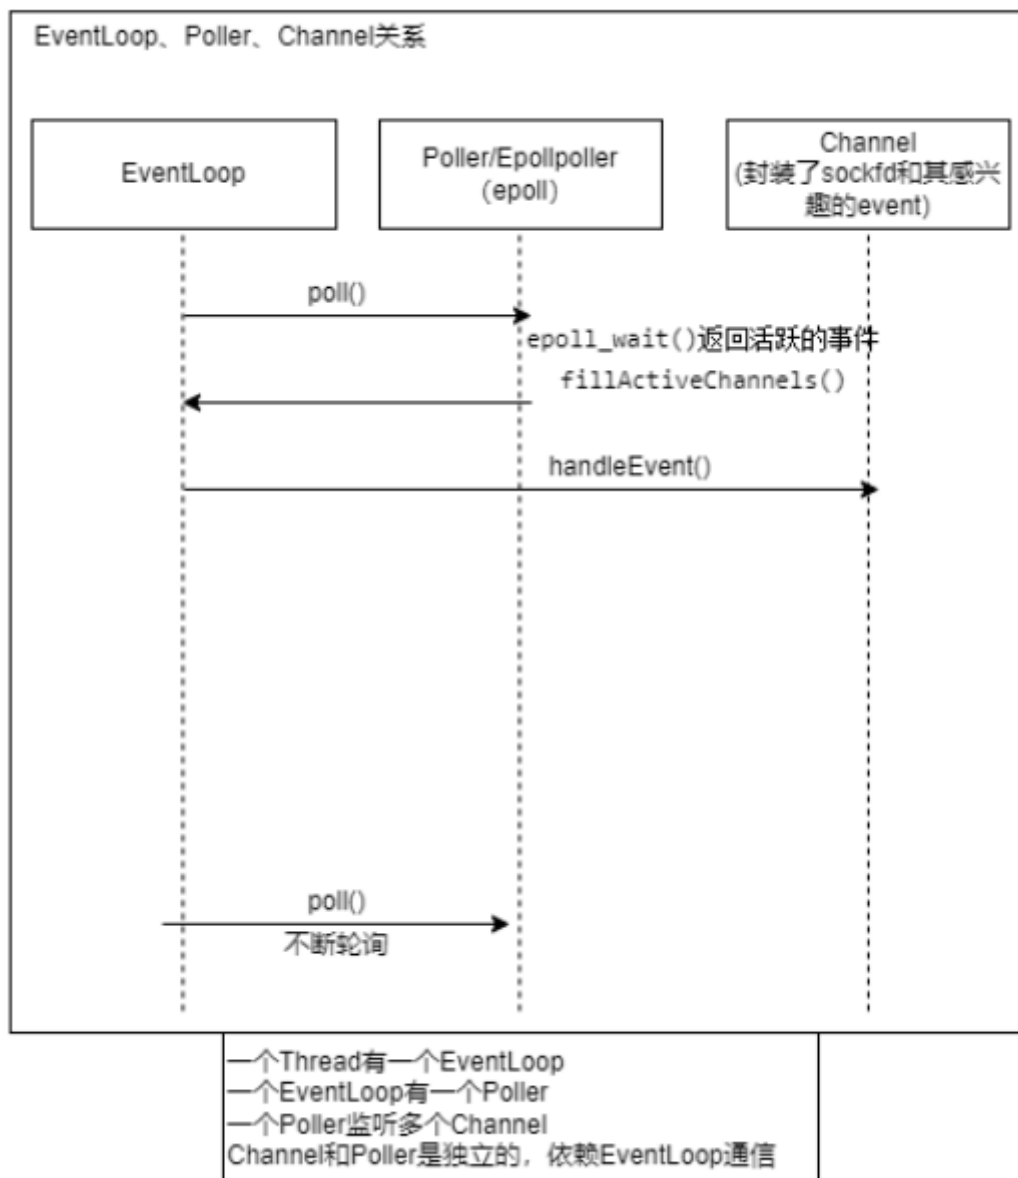 EventLoop、Poller、Channel关系
EventLoop
Poller/Epollpoller
(epoll)
Channel
(封装了sockfd和其感兴
趣的event)
poll()
epoll_wait()返回活跃的事件
fillActiveChannels()
handleEvent()
poll()
不断轮询
一个Thread有一个EventLoop
一个EventLoop有一个Poller
一个Poller监听多个Channel
Channel和Poller是独立的，依赖EventLoop通信